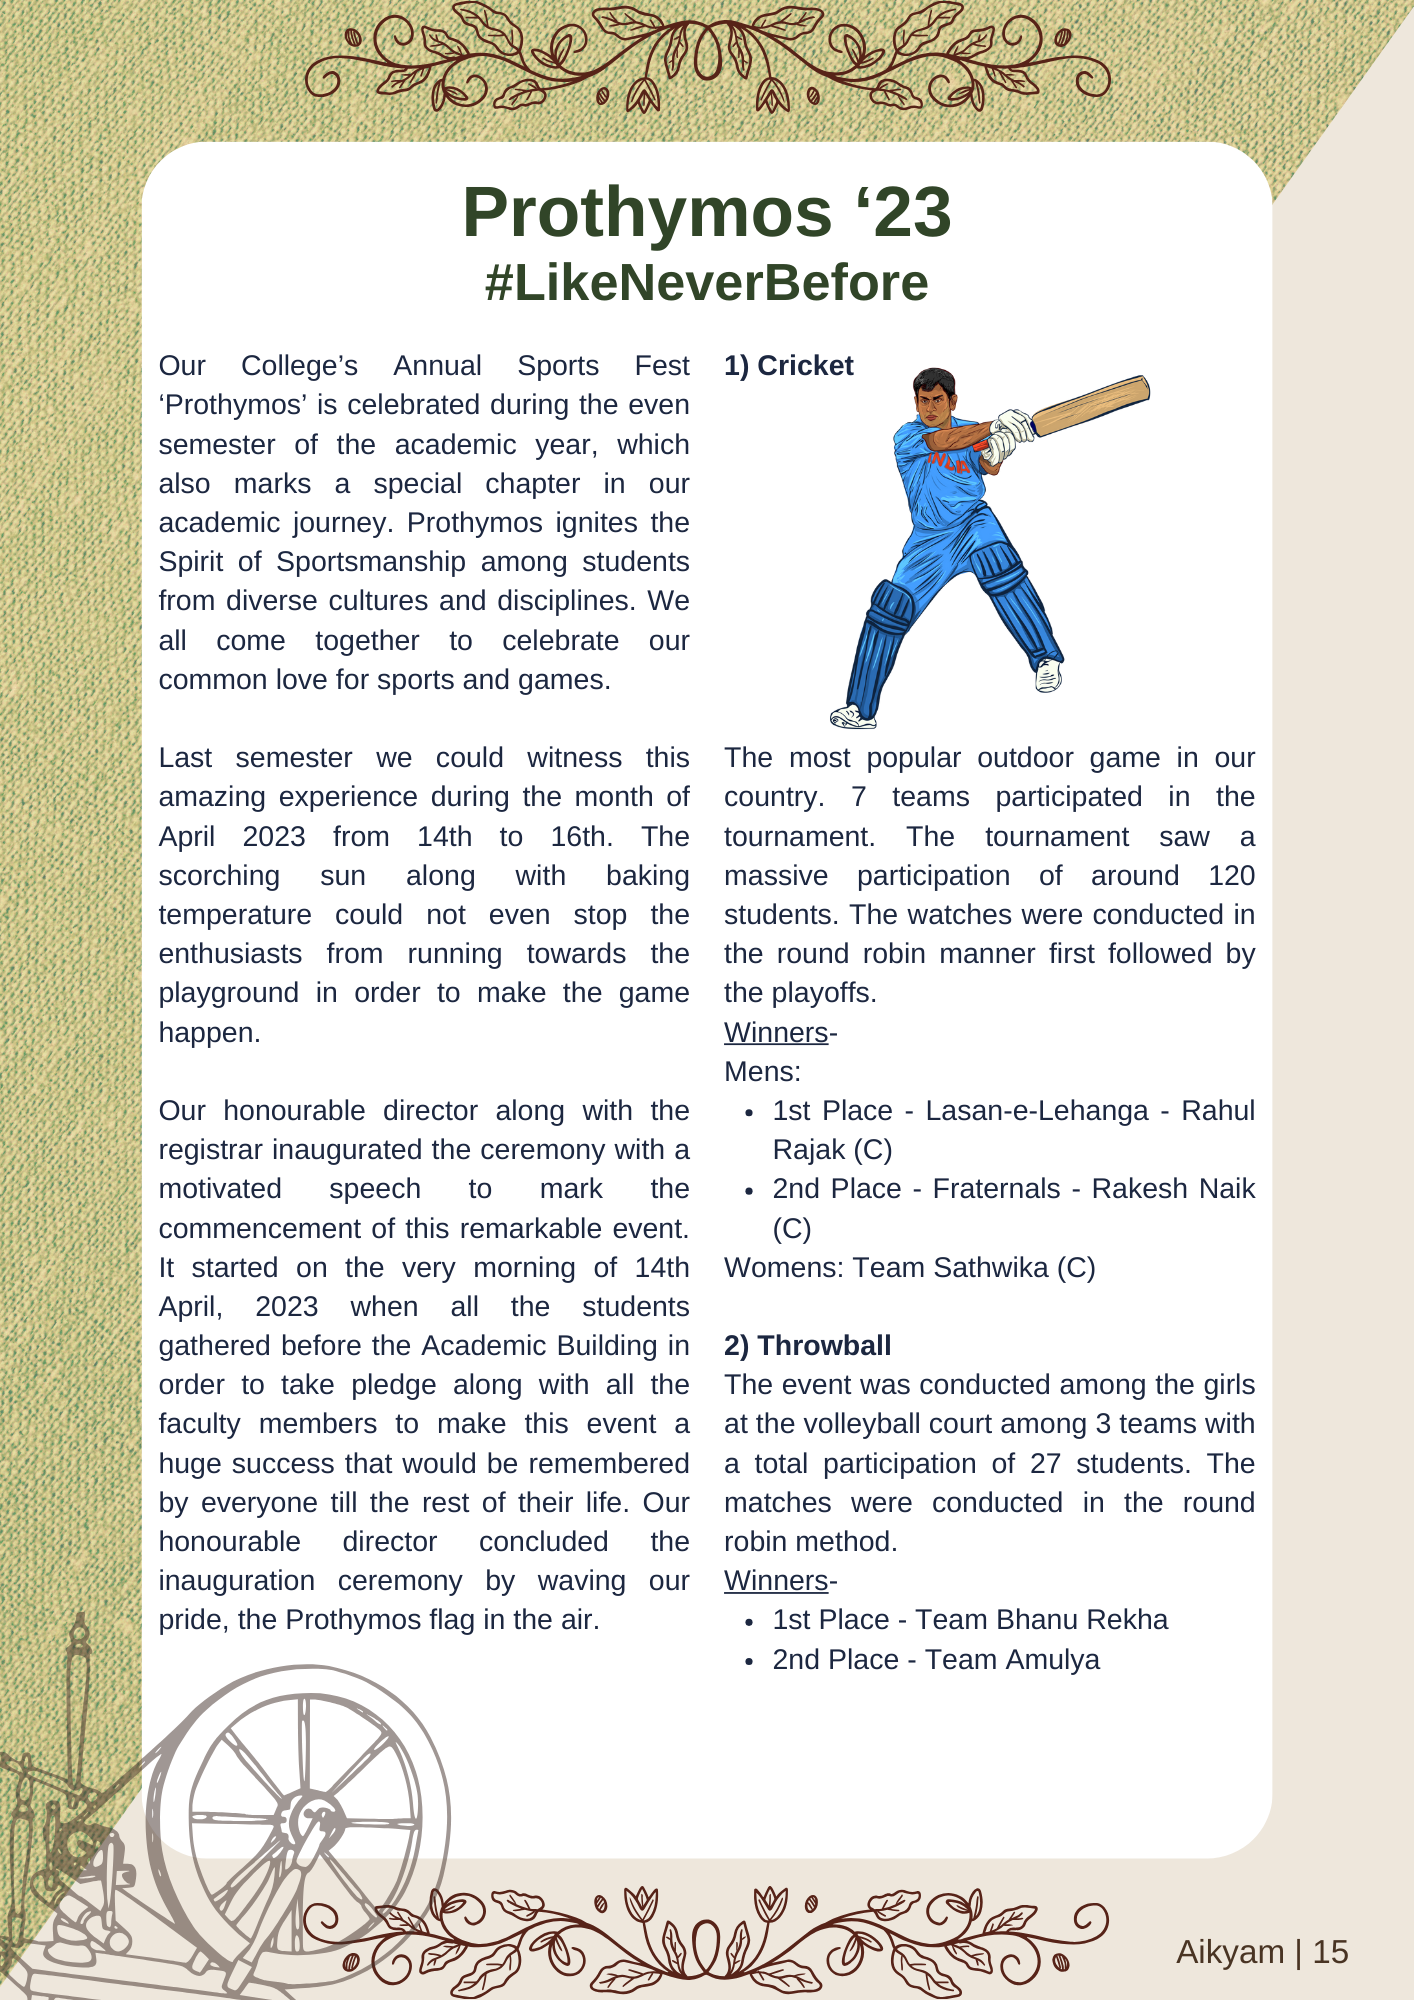 Prothymos ‘23
#LikeNeverBefore
Our College’s Annual Sports Fest
‘Prothymos’ is celebrated during the even
semester of the academic year, which
also marks a special chapter in our
academic journey. Prothymos ignites the
Spirit of Sportsmanship among students
from diverse cultures and disciplines. We
all come together to celebrate our
common love for sports and games.
Last semester we could witness this
amazing experience during the month of
April 2023 from 14th to 16th. The
scorching sun along with baking
temperature could not even stop the
enthusiasts from running towards the
playground in order to make the game
happen.
Our honourable director along with the
registrar inaugurated the ceremony with a
motivated speech to mark the
commencement of this remarkable event.
It started on the very morning of 14th
April, 2023 when all the students
gathered before the Academic Building in
order to take pledge along with all the
faculty members to make this event a
huge success that would be remembered
by everyone till the rest of their life. Our
honourable director concluded the
inauguration ceremony by waving our
pride, the Prothymos flag in the air.
1) Cricket
INDIA
The most popular outdoor game in our
country. 7 teams participated in the
tournament. The tournament saw a
massive participation of around 120
students. The watches were conducted in
the round robin manner first followed by
the playoffs.
Winners-
Mens:
• 1st Place - Lasan-e-Lehanga - Rahul
Rajak (C)
• 2nd Place - Fraternals - Rakesh Naik
(C)
Womens: Team Sathwika (C)
2) Throwball
The event was conducted among the girls
at the volleyball court among 3 teams with
a total participation of 27 students. The
matches were conducted in the round
robin method.
Winners-
• 1st Place - Team Bhanu Rekha
• 2nd Place - Team Amulya
Aikyam | 15